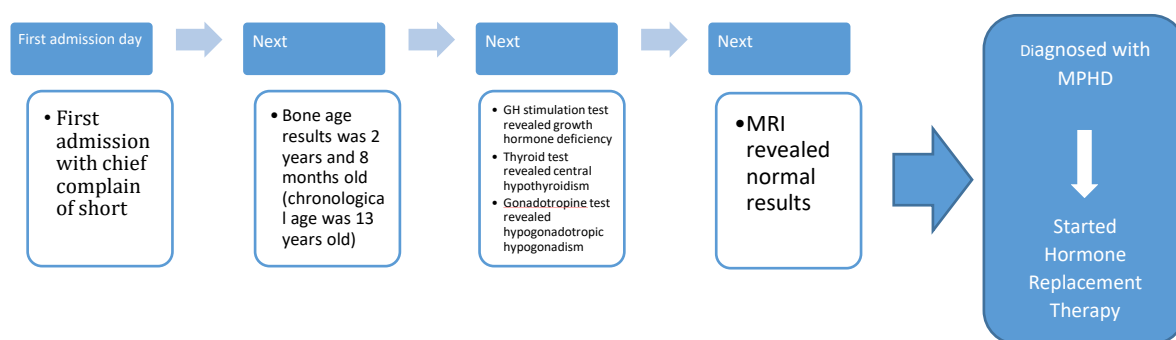 First admission day
• First
admission
with chief
complain
of short
Next
• Bone age
results was 2
years and 8
months old
(chronologica
l age was 13
years old)
Next
• GH stimulation test
revealed growth
hormone deficiency
• Thyroid test
revealed central
hypothyroidism
• Gonadotropine test
revealed
hypogonadotropic
hypogonadism
Next
•MRI
revealed
normal
results
Diagnosed with
MPHD
Started
Hormone
Replacement
Therapy